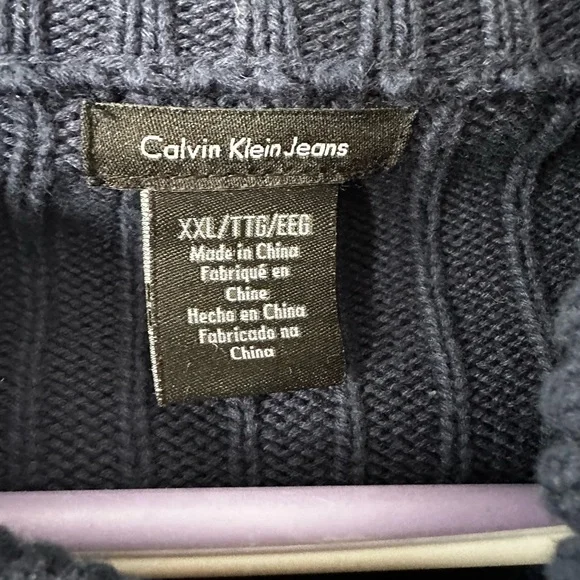 Calvin Klein Jeans
XXL/TTG/EEG
Made in China
Fabriqué en
Chine
Hecho en China
Fabricado na
China